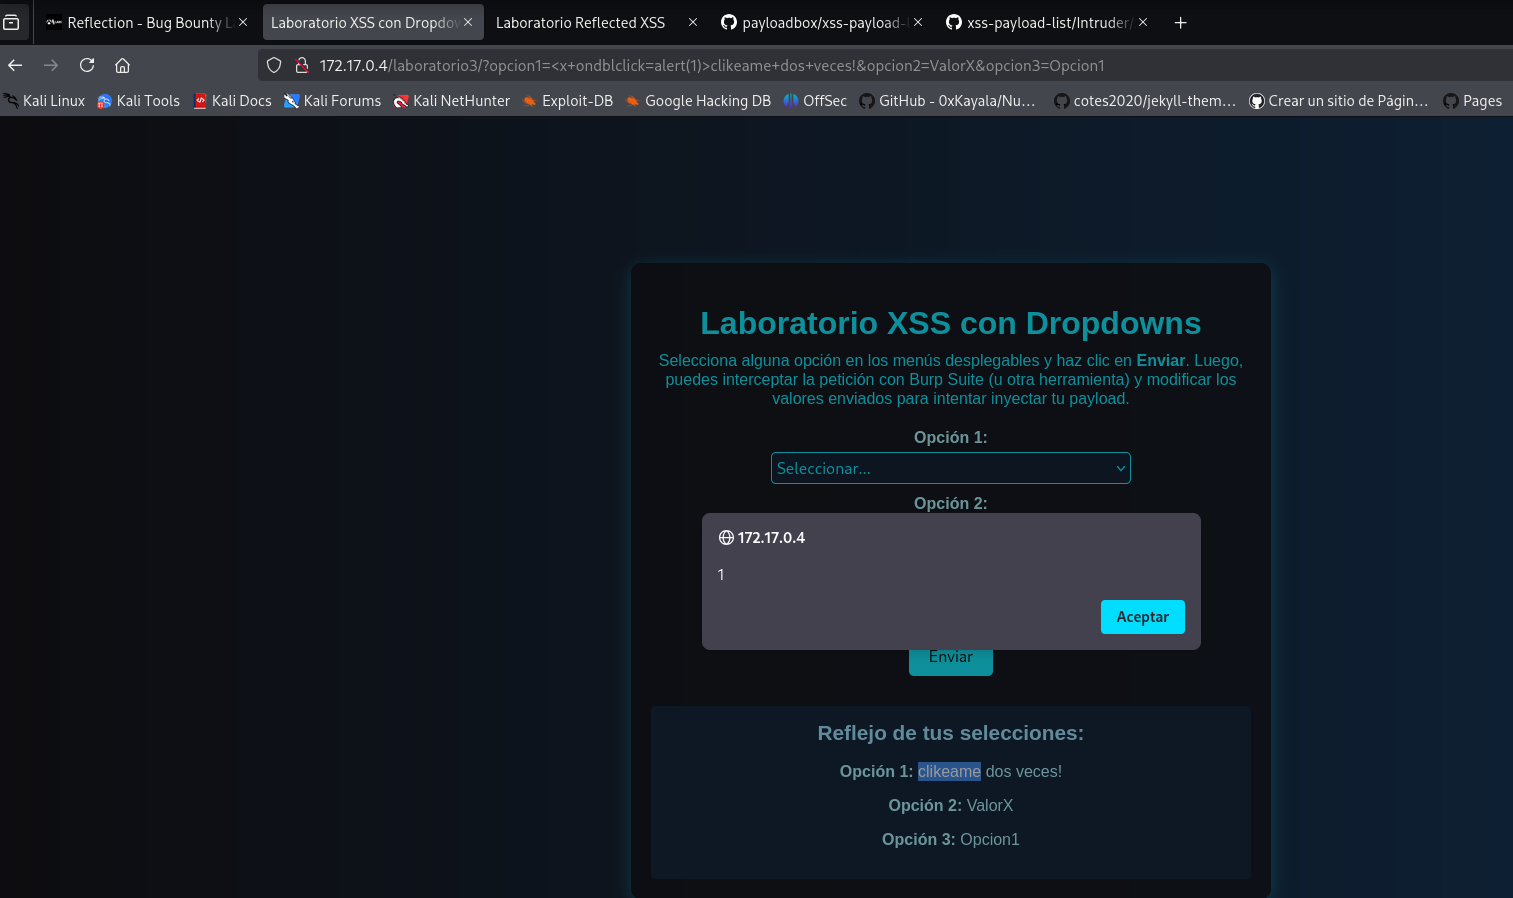 Reflection - Bug Bounty L
Laboratorio XSS con Dropdow
Laboratorio Reflected XSS
payloadbox/xss-payload-l
xss-payload-list/Intruder/
172.17.0.4/laboratorio3/?opcion1=<x+ondblclick=alert(1)>clikeame+dos+veces!&opcion2=ValorX&opcion3=Opcion1
Kali Linux Kali Tools Kali Docs Kali Forums Kali NetHunter Exploit-DB Google Hacking DB OffSec GitHub - 0xKayala/Nu… cotes2020/jekyll-them… Crear un sitio de Págin… Pages
Laboratorio XSS con Dropdowns
Selecciona alguna opción en los menús desplegables y haz clic en Enviar. Luego,
puedes interceptar la petición con Burp Suite (u otra herramienta) y modificar los
valores enviados para intentar inyectar tu payload.
Opción 1:
Seleccionar...
Opción 2:
172.17.0.4
1
Aceptar
Enviar
Reflejo de tus selecciones:
Opción 1: clikeame dos veces!
Opción 2: ValorX
Opción 3: Opcion1